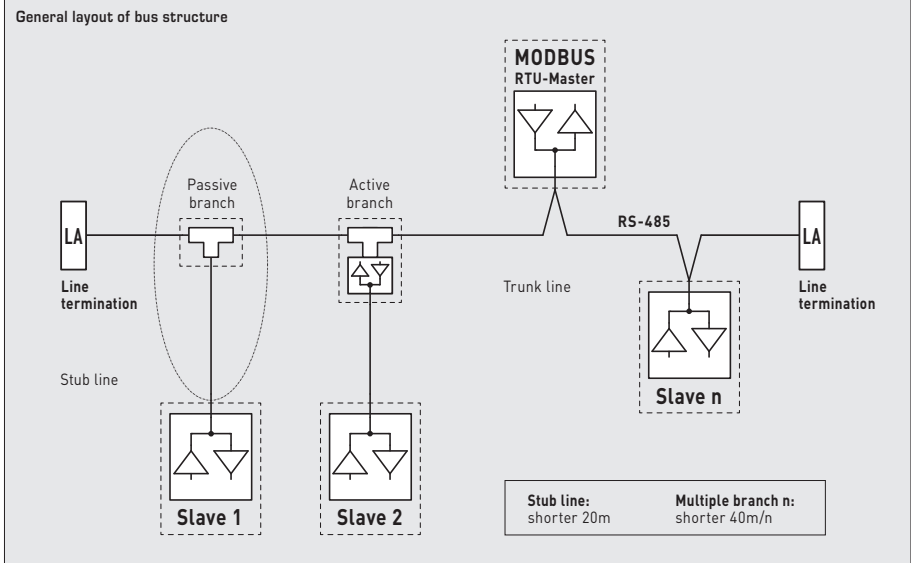 General layout of bus structure
MODBUS
RTU-Master
Passive
branch
Active
branch
LA
RS-485
LA
Line
termination
Trunk line
Line
termination
Stub line
Slave n
Slave 1
Slave 2
Stub line:
shorter 20m
Multiple branch n:
shorter 40m/n